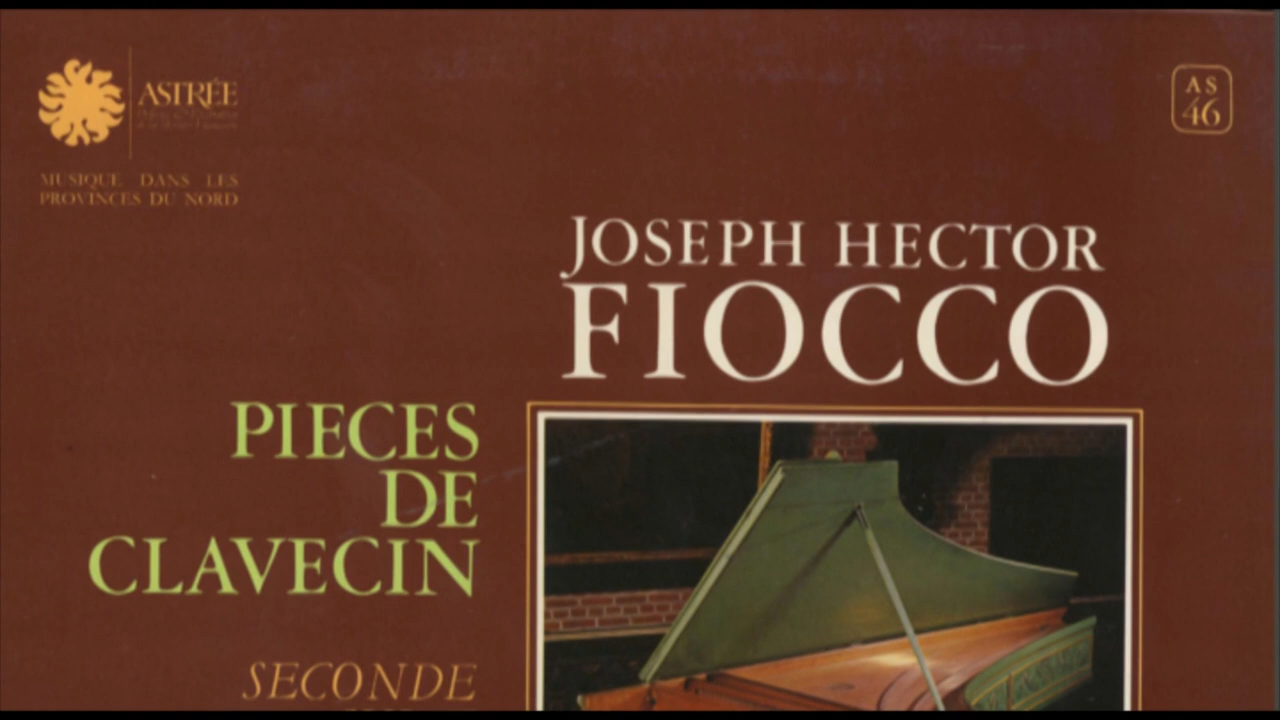 ASTRÉE
MUSIQUE DANS LES
PROVINCES DU NORD
AS
46
JOSEPH HECTOR
FIOCCO
PIECES
DE
CLAVECIN
SECONDE